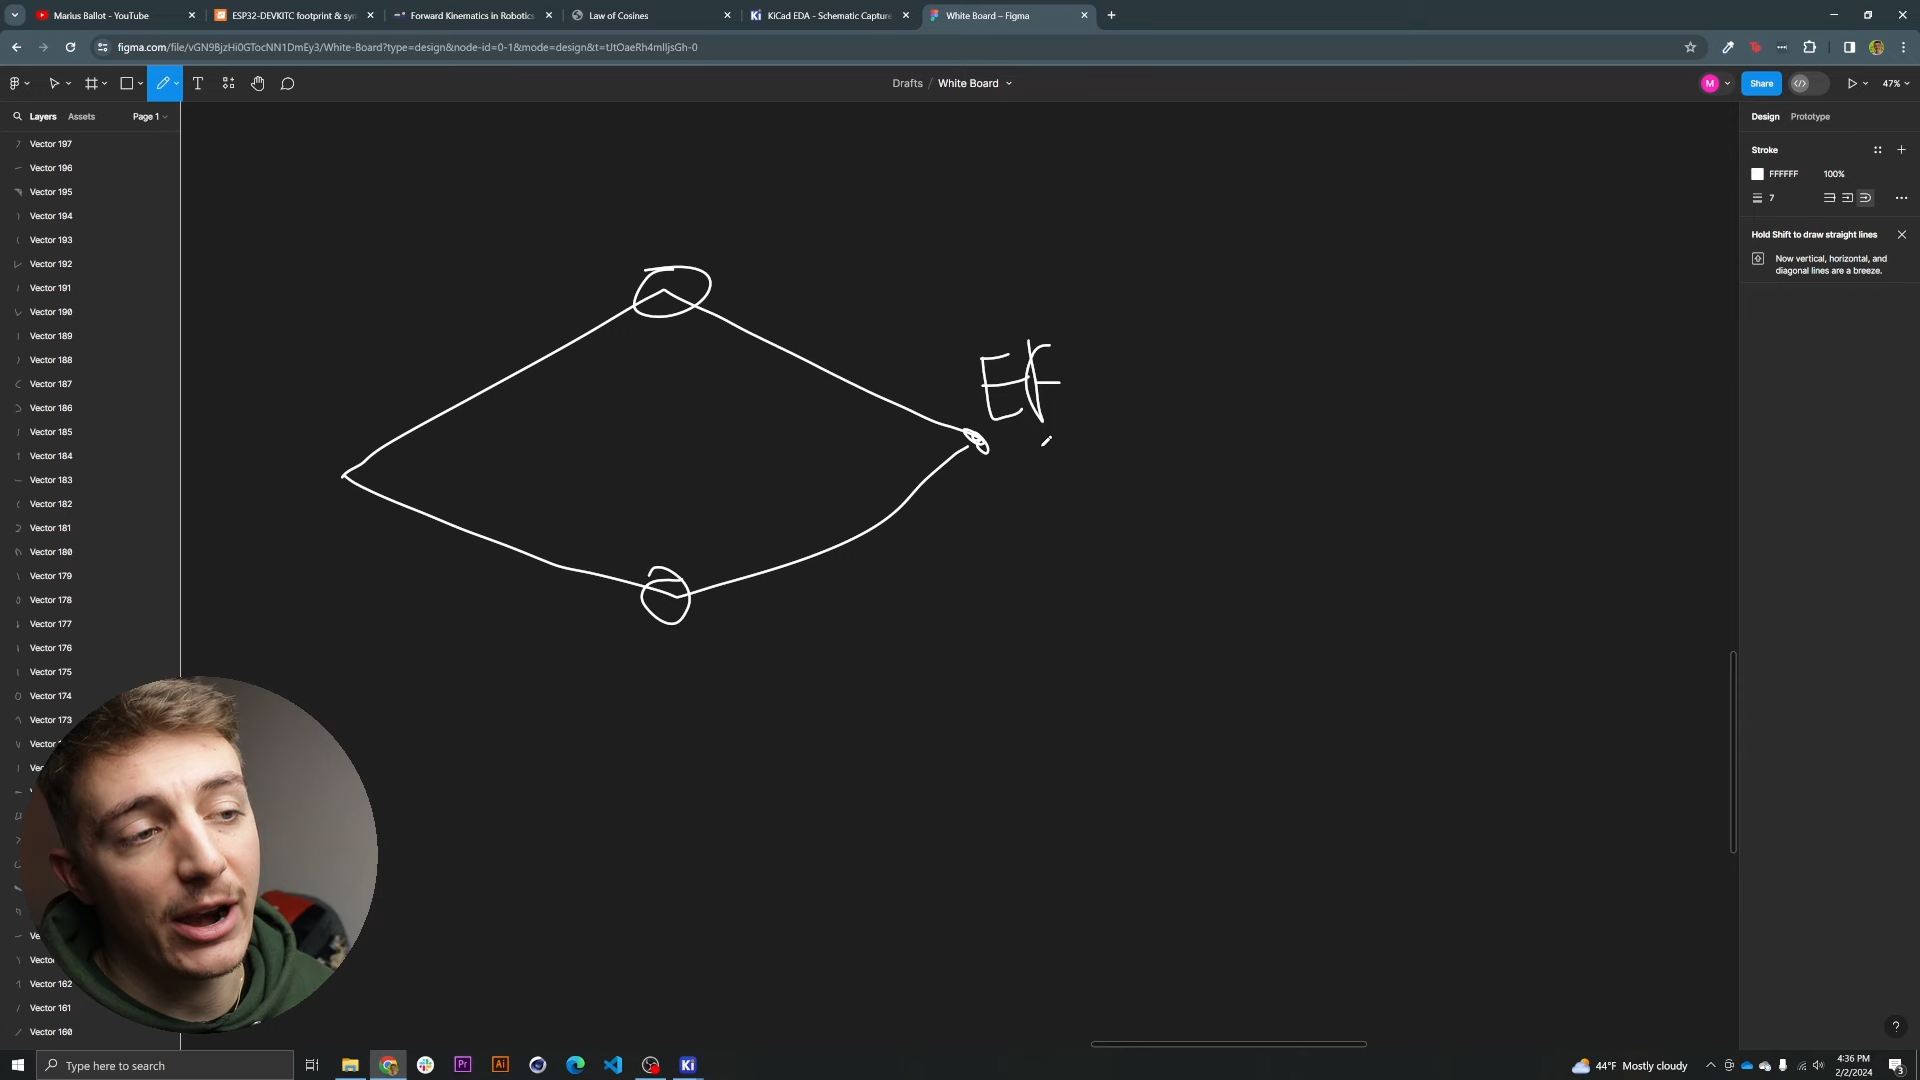 Marius Ballot - YouTube
ESP32-DEVKITC footprint & sy
Forward Kinematics in Robotics
Law of Cosines
KiCad EDA - Schematic Capture
White Board – Figma
figma.com/file/vGN9BjzHi0GTocNN1DmEy3/White-Board?type=design&node-id=0-1&mode=design&t=tJtOaeRh4mlljsGh-0
Drafts / White Board
M
Share
47%
Layers
Assets
Page 1
Design
Prototype
Stroke
FFFFFF
100%
7
Hold Shift to draw straight lines
Now vertical, horizontal, and
diagonal lines are a breeze.
Vector 197
Vector 196
Vector 195
Vector 194
Vector 193
Vector 192
Vector 191
Vector 190
Vector 189
Vector 188
Vector 187
Vector 186
Vector 185
Vector 184
Vector 183
Vector 182
Vector 181
Vector 180
Vector 179
Vector 178
Vector 177
Vector 176
Vector 175
Vector 174
Vector 173
Vector 162
Vector 161
Vector 160
EF
?
Type here to search
Pr
Ai
Ki
44°F Mostly cloudy
4:36 PM
2/2/2024
3